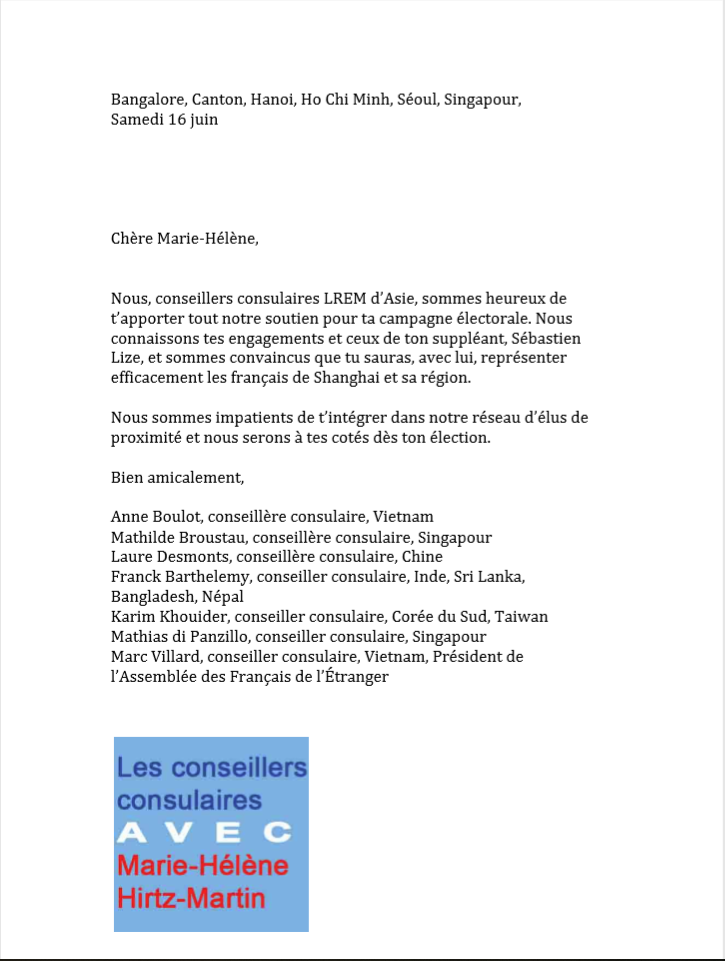 Bangalore, Canton, Hanoi, Ho Chi Minh, Séoul, Singapour,
Samedi 16 juin
Chère Marie-Hélène,
Nous, conseillers consulaires LREM d’Asie, sommes heureux de
t’apporter tout notre soutien pour ta campagne électorale. Nous
connaissons tes engagements et ceux de ton suppléant, Sébastien
Lize, et sommes convaincus que tu sauras, avec lui, représenter
efficacement les français de Shanghai et sa région.
Nous sommes impatients de t’intégrer dans notre réseau d’élus de
proximité et nous serons à tes cotés dès ton élection.
Bien amicalement,
Anne Boulot, conseillère consulaire, Vietnam
Mathilde Broustau, conseillère consulaire, Singapour
Laure Desmonts, conseillère consulaire, Chine
Franck Barthelemy, conseiller consulaire, Inde, Sri Lanka,
Bangladesh, Népal
Karim Khouider, conseiller consulaire, Corée du Sud, Taiwan
Mathias di Panzillo, conseiller consulaire, Singapour
Marc Villard, conseiller consulaire, Vietnam, Président de
l’Assemblée des Français de l’Étranger
Les conseillers
consulaires
AVEC
Marie-Hélène
Hirtz-Martin